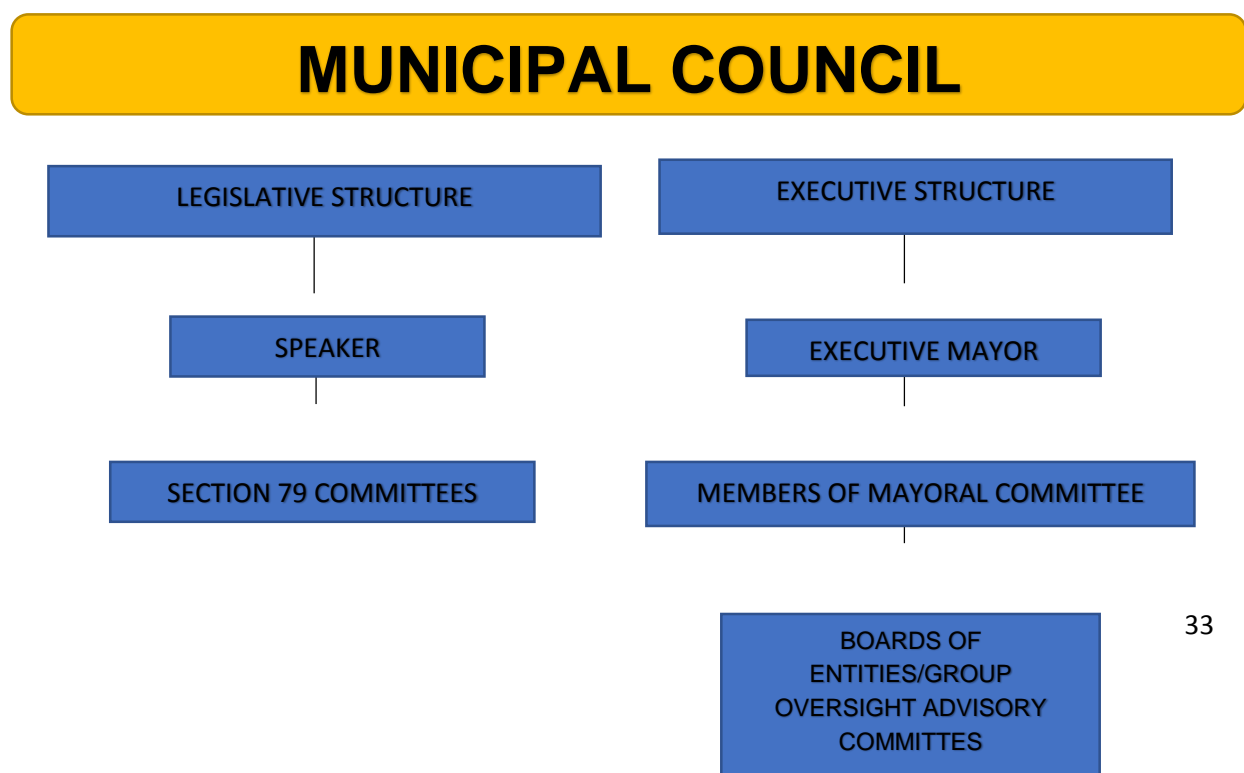 MUNICIPAL COUNCIL
LEGISLATIVE STRUCTURE
EXECUTIVE STRUCTURE
SPEAKER
EXECUTIVE MAYOR
SECTION 79 COMMITTEES
MEMBERS OF MAYORAL COMMITTEE
33
BOARDS OF
ENTITIES/GROUP
OVERSIGHT ADVISORY
COMMITTES